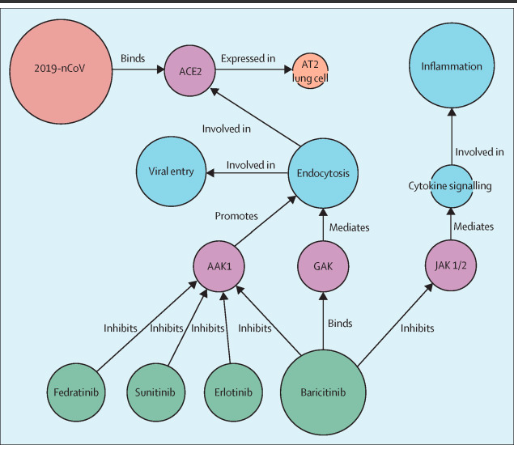 2019-nCoV
Binds
ACE2
Expressed in
AT2
lung cell
Inflammation
Involved in
Viral entry
Involved in
Endocytosis
Involved in
Cytokine signalling
Promotes
Mediates
Mediates
AAK1
GAK
JAK 1/2
Inhibits
Inhibits
Inhibits
Inhibits
Binds
Inhibits
Fedratinib
Sunitinib
Erlotinib
Baricitinib